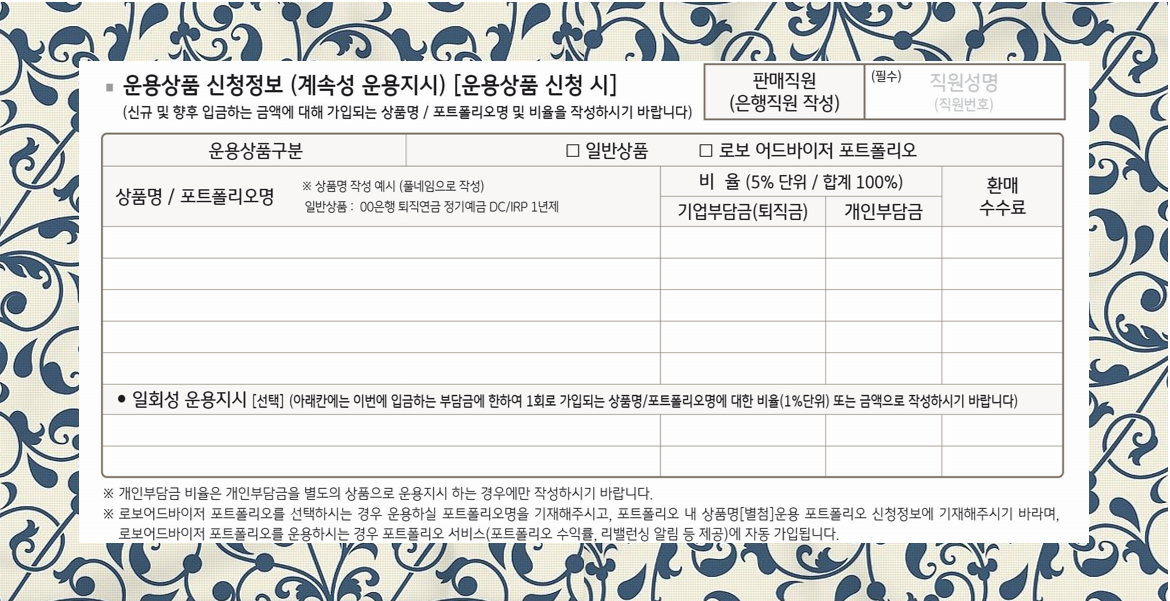 ▪ 운용상품 신청정보 (계속성 운용지시) [운용상품 신청 시]
(신규 및 향후 입금하는 금액에 대해 가입되는 상품명 / 포트폴리오명 및 비율을 작성하시기 바랍니다)
판매직원
(은행직원 작성)
(필수) 직원성명
(직원번호)
운용상품구분 □ 일반상품 □ 로보 어드바이저 포트폴리오
상품명 / 포트폴리오명
※ 상품명 작성 예시 (풀네임으로 작성)
일반상품 : 00은행 퇴직연금 정기예금 DC/IRP 1년제
비 율 (5% 단위 / 합계 100%)
기업부담금(퇴직금) 개인부담금
환매
수수료
• 일회성 운용지시 [선택] (아래칸에는 이번에 입금하는 부담금에 한하여 1회로 가입되는 상품명/포트폴리오명에 대한 비율(1%단위) 또는 금액으로 작성하시기 바랍니다)
※ 개인부담금 비율은 개인부담금을 별도의 상품으로 운용지시 하는 경우에만 작성하시기 바랍니다.
※ 로보어드바이저 포트폴리오를 선택하시는 경우 운용하실 포트폴리오명을 기재해주시고, 포트폴리오 내 상품명[별첨]운용 포트폴리오 신청정보에 기재해주시기 바라며,
로보어드바이저 포트폴리오를 운용하시는 경우 포트폴리오 서비스(포트폴리오 수익률, 리밸런싱 알림 등 제공)에 자동 가입됩니다.